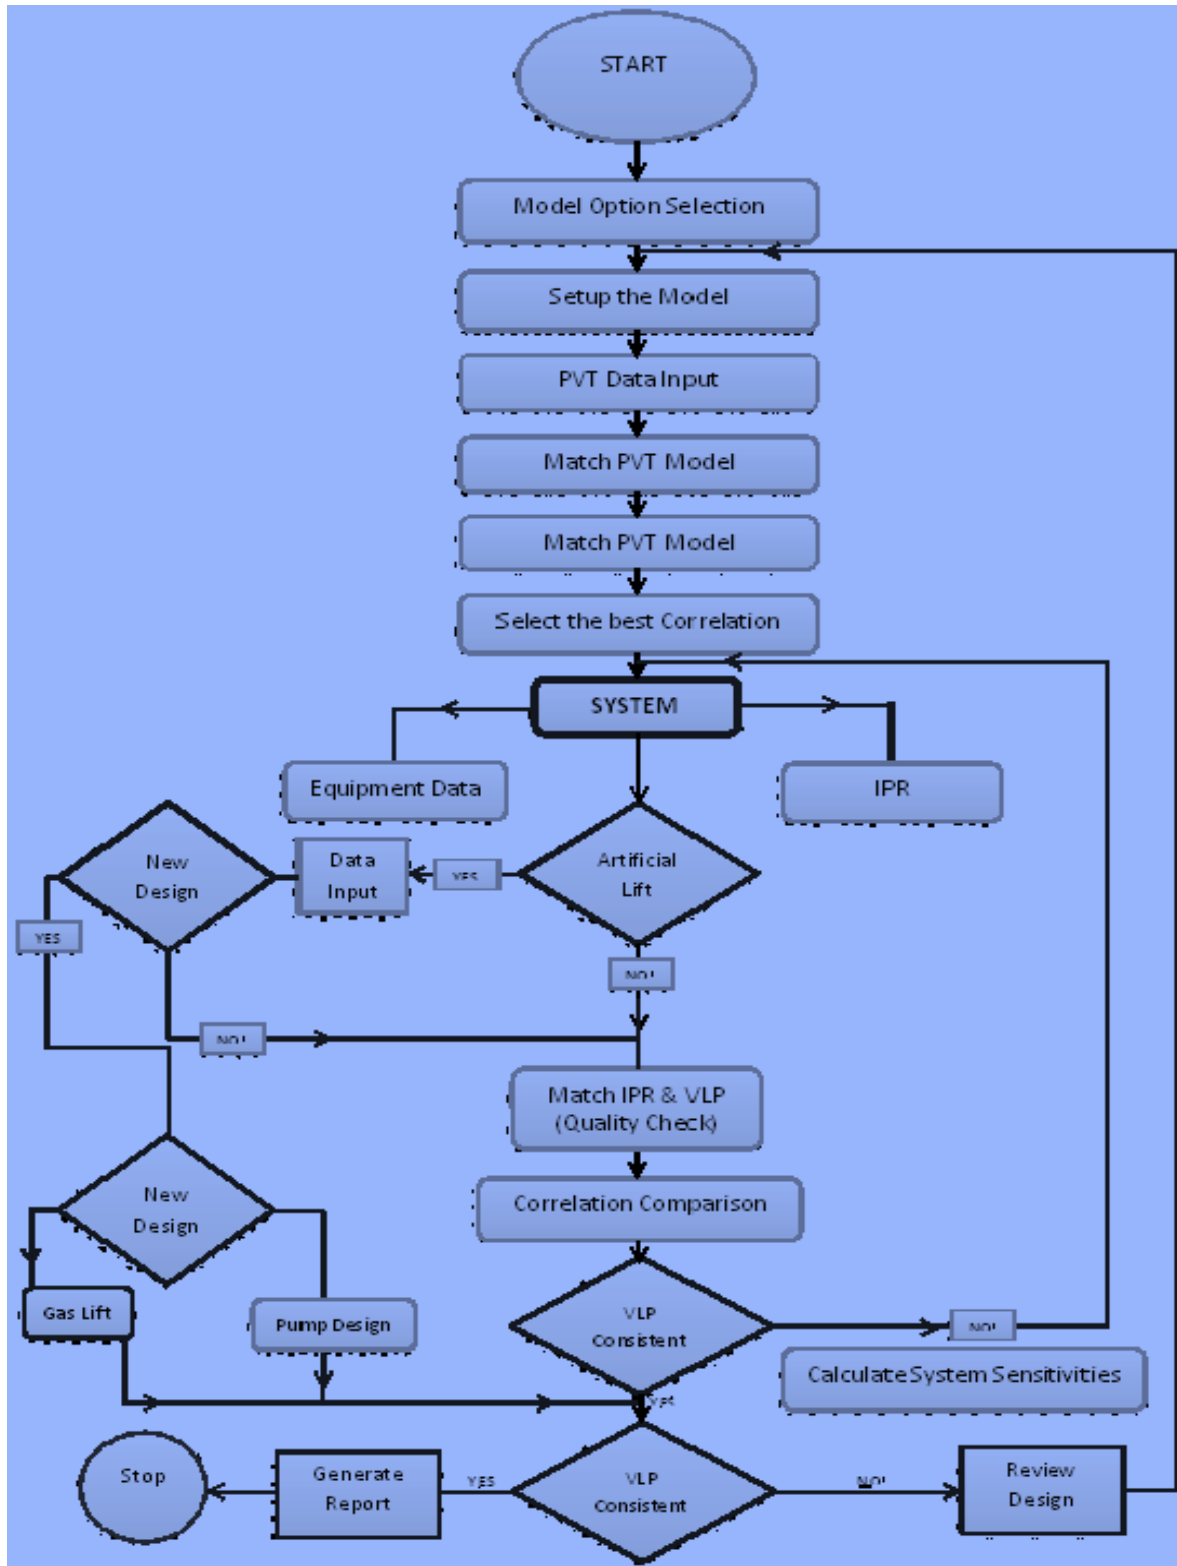 START
Model Option Selection
Setup the Model
PVT Data Input
Match PVT Model
Match PVT Model
Select the best Correlation
SYSTEM
Equipment Data
IPR
New
Design
Data
Input
YES
Artificial
Lift
YES
NO!
NO!
Match IPR & VLP
(Quality Check)
Correlation Comparison
New
Design
Gas Lift
Pump Design
VLP
Consistent
NO!
Calculate System Sensitivities
YES
Stop
Generate
Report
YES
VLP
Consistent
NO!
Review
Design